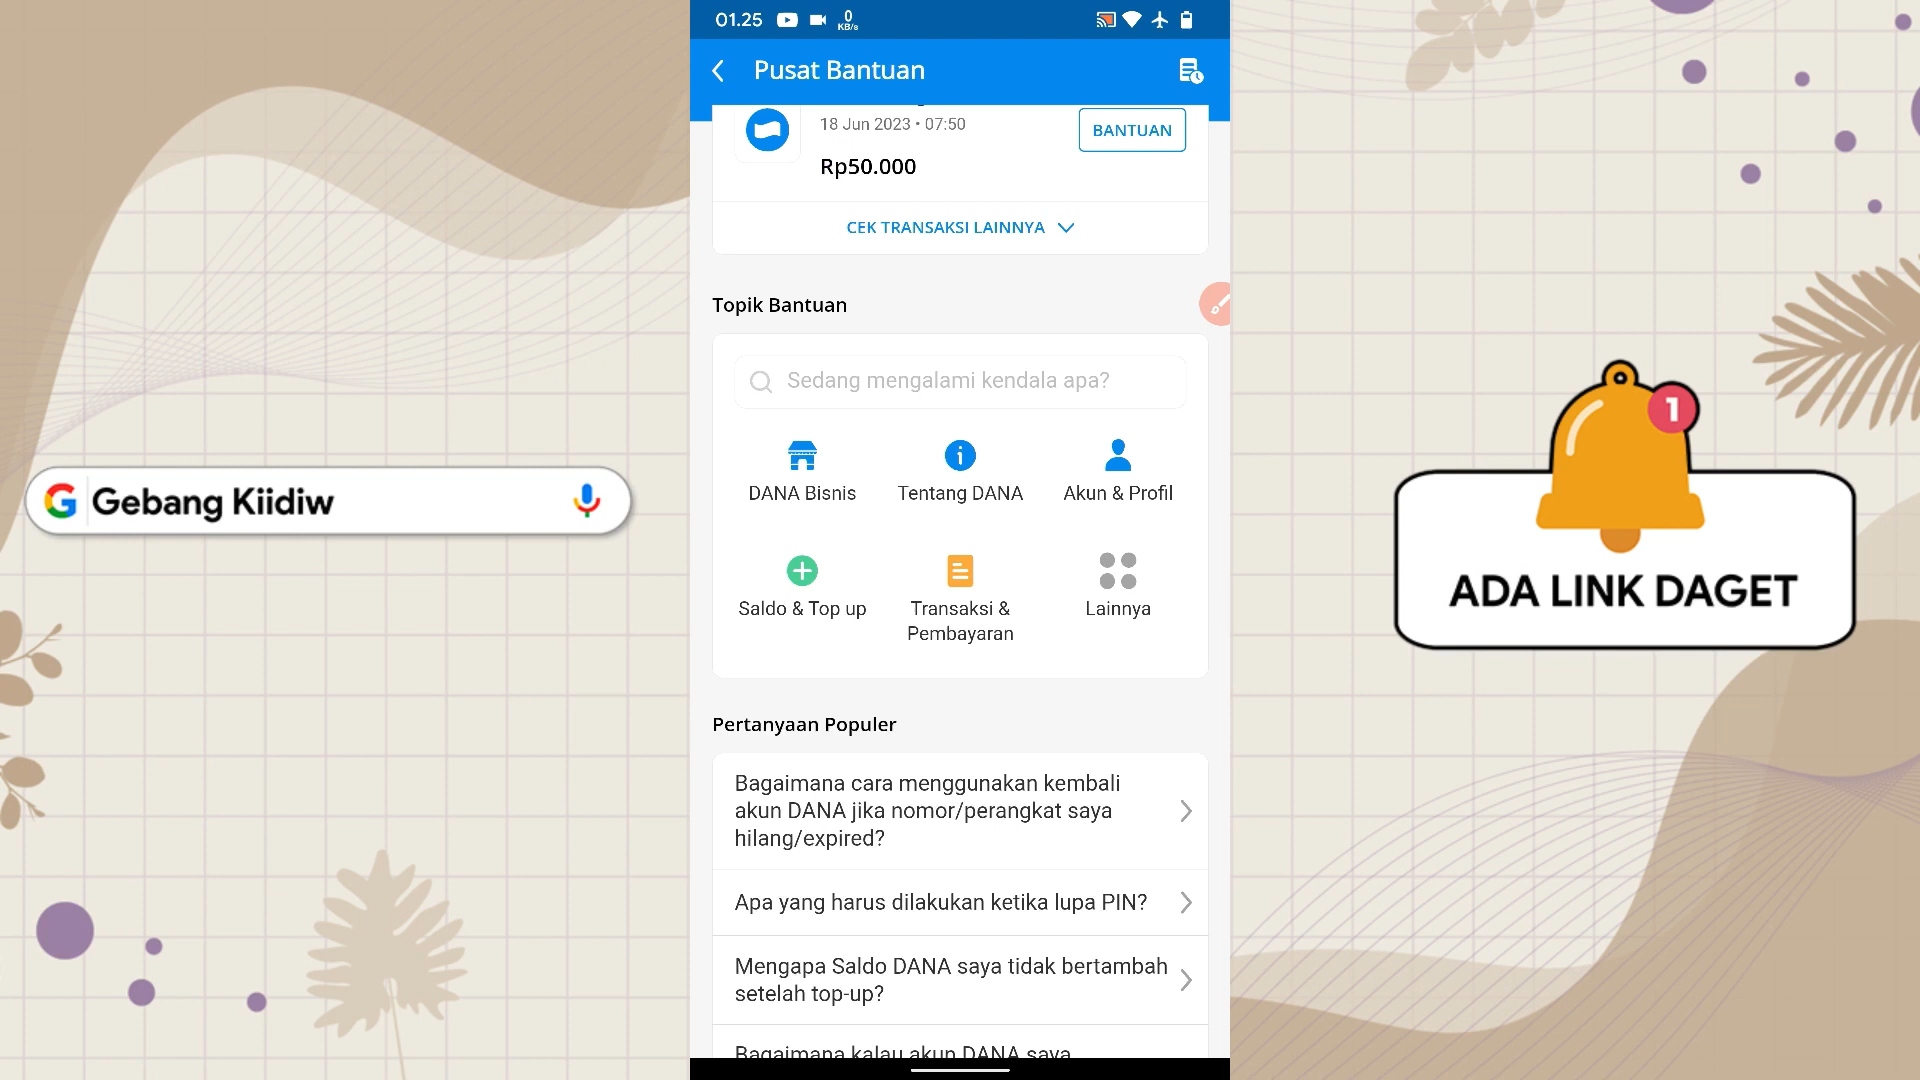 01.25
0
KB/s
Pusat Bantuan
18 Jun 2023 • 07:50
BANTUAN
Rp50.000
CEK TRANSAKSI LAINNYA
Topik Bantuan
Sedang mengalami kendala apa?
DANA Bisnis
Tentang DANA
Akun & Profil
Saldo & Top up
Transaksi &
Pembayaran
Lainnya
Pertanyaan Populer
Bagaimana cara menggunakan kembali
akun DANA jika nomor/perangkat saya
hilang/expired?
Apa yang harus dilakukan ketika lupa PIN?
Mengapa Saldo DANA saya tidak bertambah
setelah top-up?
Bagaimana kalau akun DANA saya
G Gebang Kiidiw
1
ADA LINK DAGET